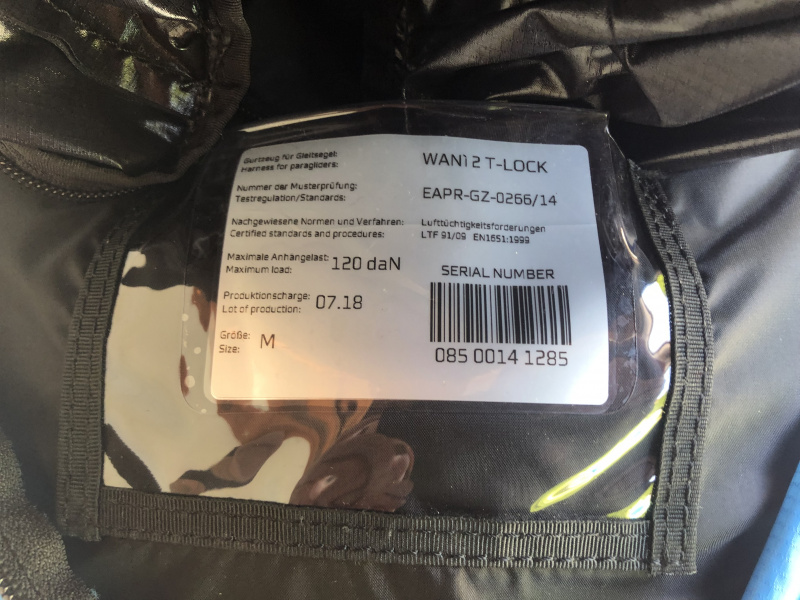 Gurtzeug für Gleitsegel:
Harness for paragliders:
WANI 2 T-LOCK
Nummer der Musterprüfung:
Testregulation/Standards:
EAPR-GZ-0266/14
Nachgewiesene Normen und Verfahren:
Certified standards and procedures:
Lufttüchtigkeitsforderungen
LTF 91/09 EN1651:1999
Maximale Anhängelast:
Maximum load:
120 daN
Produktionscharge:
Lot of production:
07.18
Größe:
Size:
M
SERIAL NUMBER
085 0014 1285